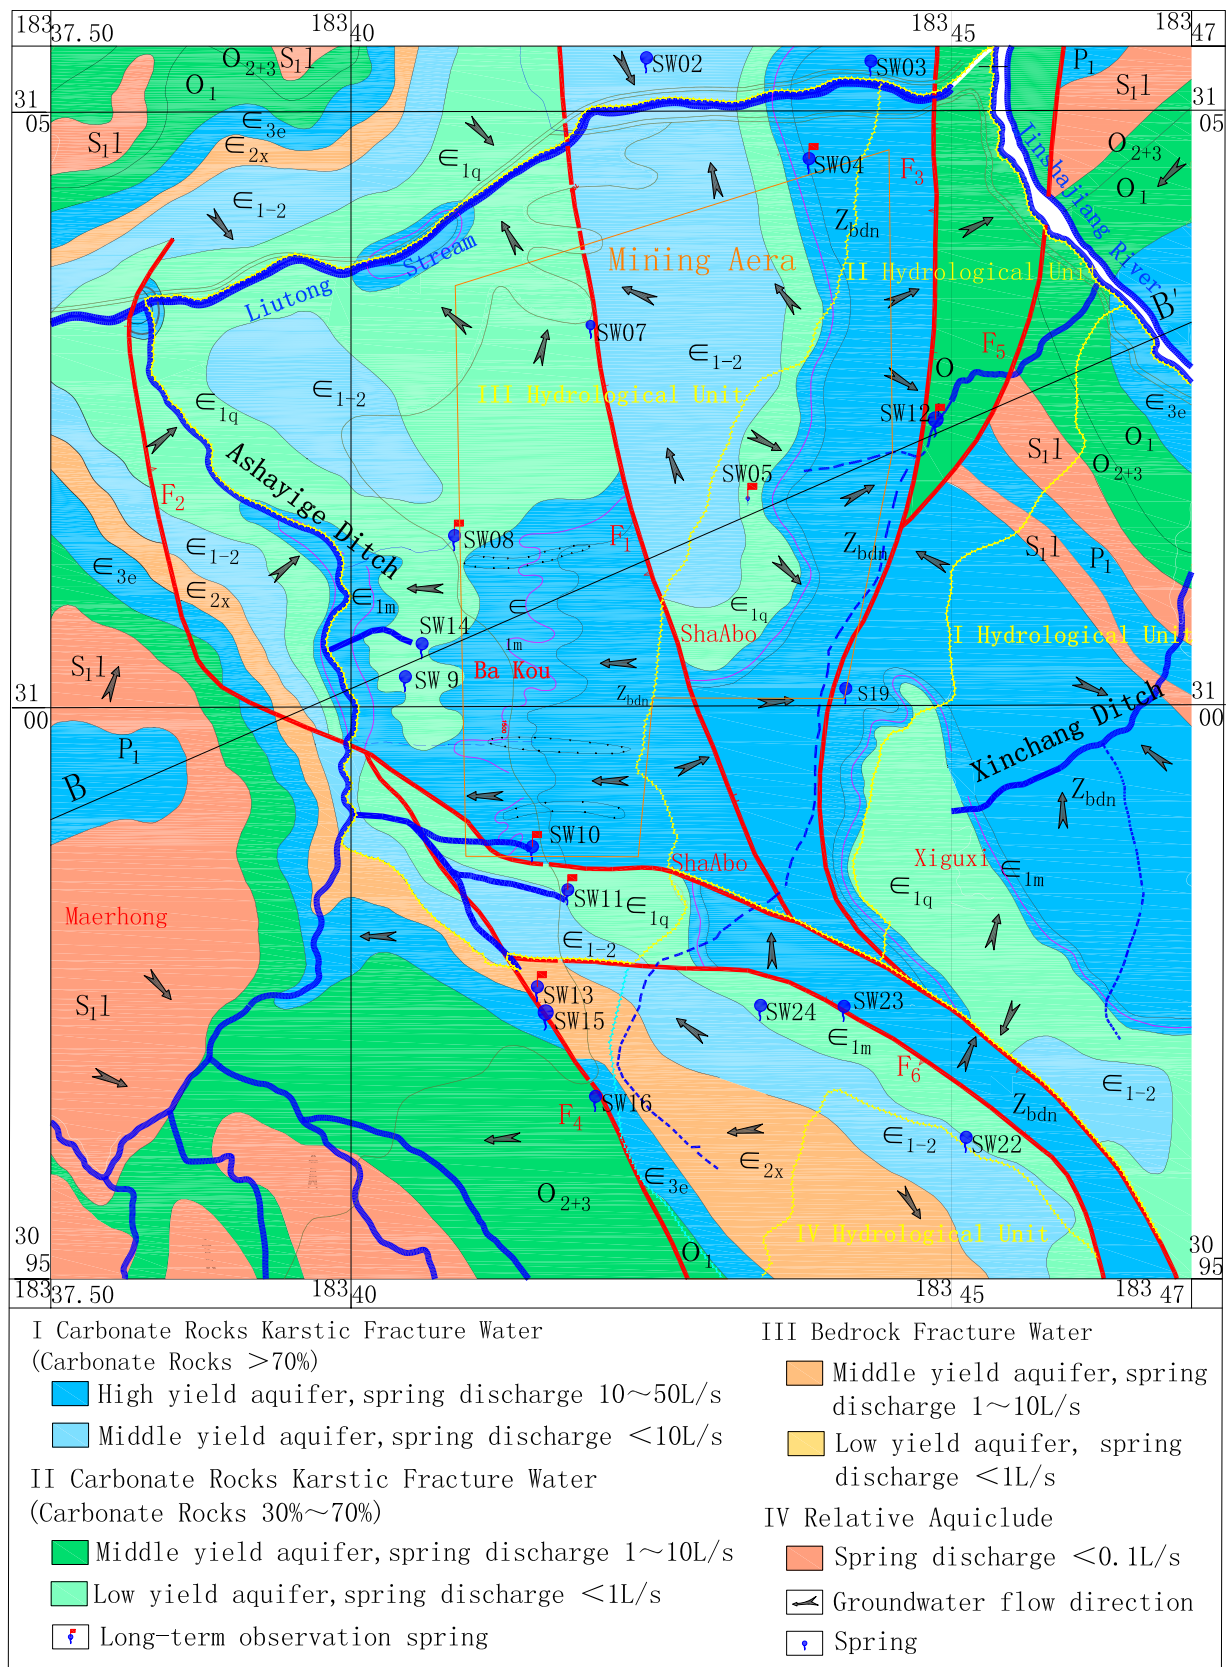 183 37.50
183 40
183 45
183 47
31 05
31 05
31 00
31 00
30 95
30 95
183 37.50
183 40
183 45
183 47
O2+3
S1l
O1
SW02
SW03
P1
S1l
∈3e
S1l
∈2x
∈1q
SW04
F3
Jinshajiang River
O2+3
O1
∈1-2
Zbdn
Stream
Mining Aera
II Hydrological Unit
Liutong
B'
SW07
∈1-2
F5
O
∈1-2
III Hydrological Unit
∈1q
SW12
∈3e
O1
S1l
O2+3
Ashayige Ditch
SW05
F2
SW08
F1
Zbdn
S1l
P1
∈1-2
∈3e
∈2x
∈1m
∈1m
∈1q
SW14
ShaAbo
I Hydrological Unit
S1l
SW 9
Ba Kou
Zbdn
S19
P1
Xinchang Ditch
B
Zbdn
SW10
ShaAbo
Xiguxi
∈1m
Maerhong
SW11
∈1q
∈1q
∈1-2
S1l
SW13
SW15
SW24
SW23
∈1m
F6
SW16
F4
∈1-2
Zbdn
∈1-2
SW22
∈2x
∈3e
O2+3
IV Hydrological Unit
O1
I Carbonate Rocks Karstic Fracture Water
(Carbonate Rocks >70%)
High yield aquifer,spring discharge 10~50L/s
Middle yield aquifer,spring discharge <10L/s
II Carbonate Rocks Karstic Fracture Water
(Carbonate Rocks 30%~70%)
Middle yield aquifer,spring discharge 1~10L/s
Low yield aquifer,spring discharge <1L/s
Long-term observation spring
III Bedrock Fracture Water
Middle yield aquifer,spring
discharge 1~10L/s
Low yield aquifer, spring
discharge <1L/s
IV Relative Aquiclude
Spring discharge <0.1L/s
Groundwater flow direction
Spring